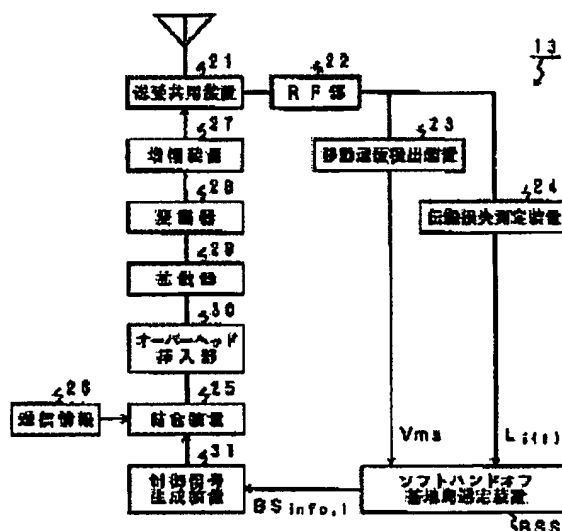 21
22
13
送受共用装置
RF部
27
23
増幅装置
移動速度検出装置
28
24
変調器
伝搬損失測定装置
29
拡散器
30
オーバーヘッド
挿入部
26
25
送信情報
結合装置
31
Vms
Li(t)
制御信号
生成装置
BSinfo,i
ソフトハンドオフ
基地局選定装置
BSS